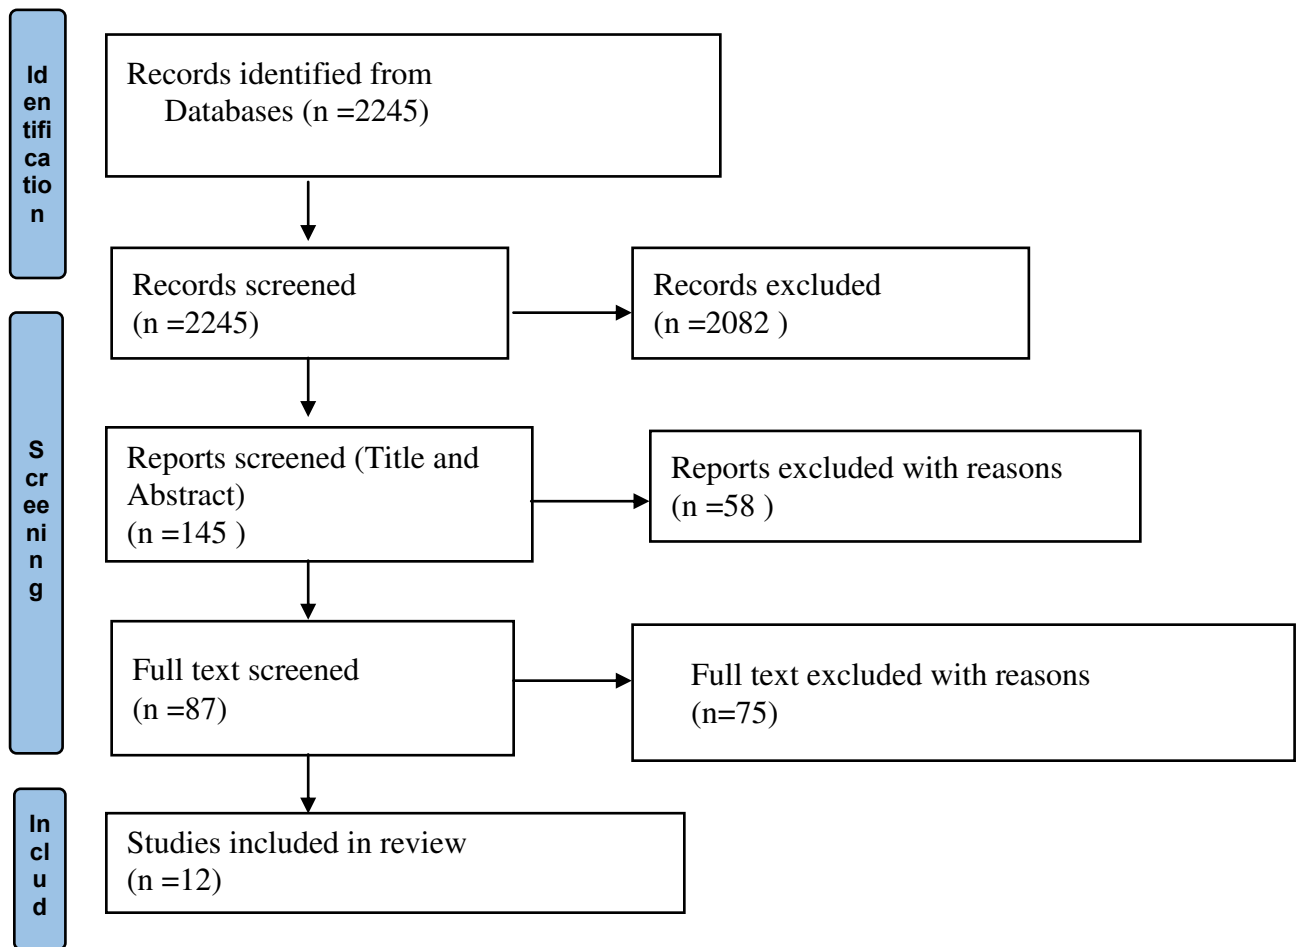 Id
en
tifi
ca
tio
n
Records identified from
Databases (n =2245)
Records screened
(n =2245)
Records excluded
(n =2082 )
S
cr
ee
ni
n
g
Reports screened (Title and
Abstract)
(n =145 )
Reports excluded with reasons
(n =58 )
Full text screened
(n =87)
Full text excluded with reasons
(n=75)
In
cl
u
d
Studies included in review
(n =12)